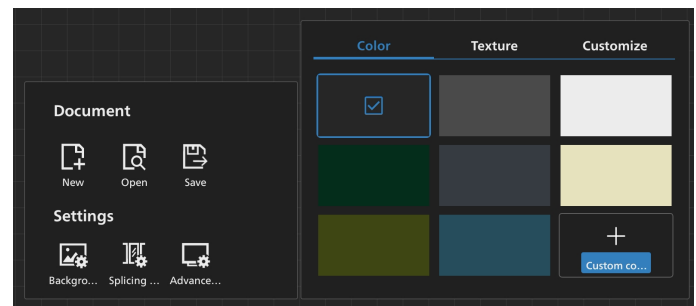 Color Texture Customize
Document
New Open Save
Settings
Backgro... Splicing ... Advance...
Custom co...